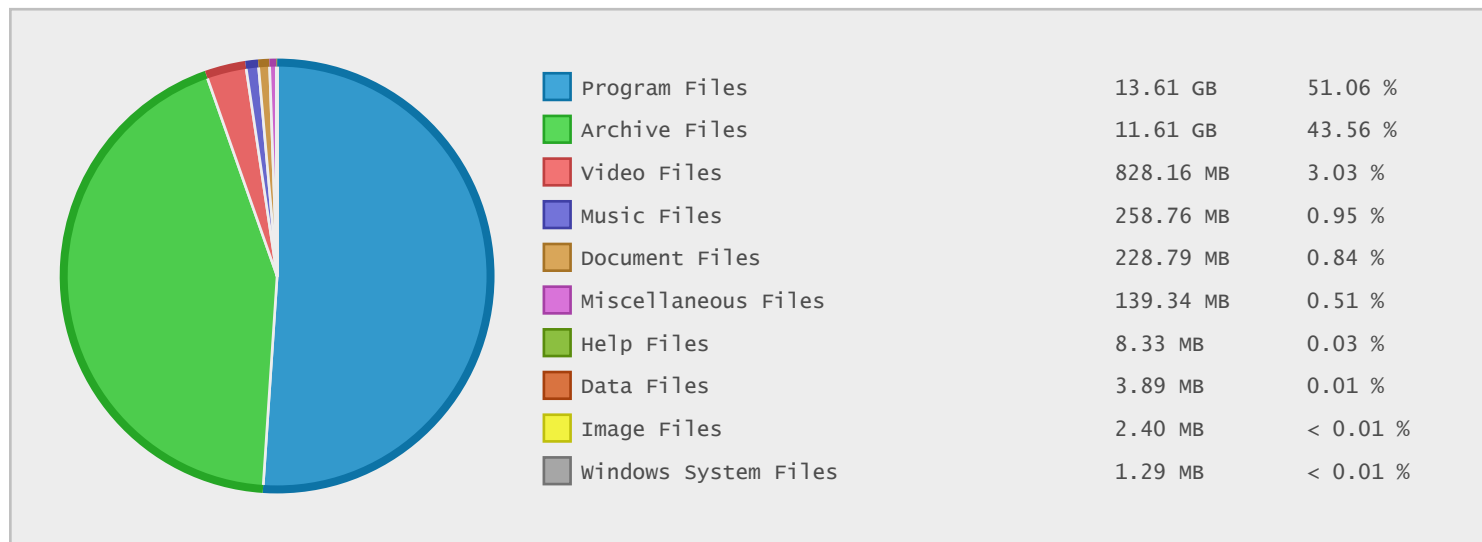 Program Files 13.61 GB 51.06 %
Archive Files 11.61 GB 43.56 %
Video Files 828.16 MB 3.03 %
Music Files 258.76 MB 0.95 %
Document Files 228.79 MB 0.84 %
Miscellaneous Files 139.34 MB 0.51 %
Help Files 8.33 MB 0.03 %
Data Files 3.89 MB 0.01 %
Image Files 2.40 MB < 0.01 %
Windows System Files 1.29 MB < 0.01 %